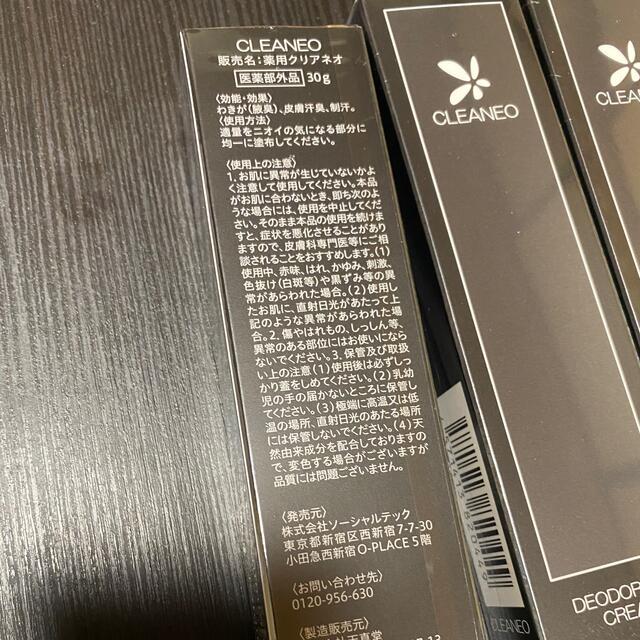 CLEANEO
販売名：薬用クリアネオ
医薬部外品 30g
〈効能・効果〉
わきが（腋臭）、皮膚汗臭、制汗。
〈使用方法〉
適量をニオイの気になる部分に
均一に塗布してください。
〈使用上の注意〉
1. お肌に異常が生じていないかよ
く注意して使用してください。本品
がお肌に合わないとき、即ち次のよ
うな場合には、使用を中止してくだ
さい。そのまま本品の使用を続けま
すと、症状を悪化させることがあり
ますので、皮膚科専門医等にご相
談されることをおすすめします。（1）
使用中、赤味、はれ、かゆみ、刺激、
色抜け（白斑等）や黒ずみ等の異
常があらわれた場合。（2）使用し
たお肌に、直射日光があたって上
記のような異常があらわれた場
合。2. 傷やはれもの、しっしん等、
異常のある部位にはお使いになら
ないでください。3. 保管及び取扱
い上の注意（1）使用後は必ずしっ
かり蓋をしめてください。（2）乳幼
児の手の届かないところに保管し
てください。（3）極端に高温又は低
温の場所、直射日光のあたる場所
には保管しないでください。（4）天
然由来成分を配合しておりますの
で、変色する場合がございますが
品質には問題ございません。
〈発売元〉
株式会社ソーシャルテック
東京都新宿区西新宿7-7-30
小田急西新宿O-PLACE 5階
〈お問い合わせ先〉
0120-956-630
〈製造販売元〉
天真堂
CLEANEO
CLEANEO
DEODOR
CREA
CLEANEO